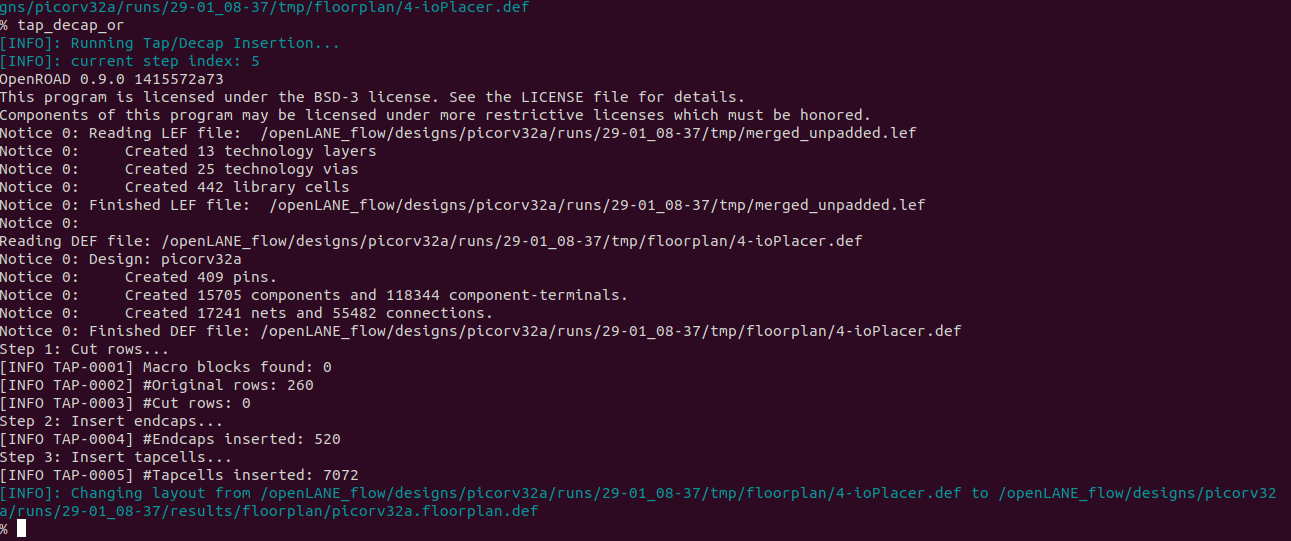 gns/picorv32a/runs/29-01_08-37/tmp/floorplan/4-ioPlacer.def
% tap_decap_or
[INFO]: Running Tap/Decap Insertion...
[INFO]: current step index: 5
OpenROAD 0.9.0 1415572a73
This program is licensed under the BSD-3 license. See the LICENSE file for details.
Components of this program may be licensed under more restrictive licenses which must be honored.
Notice 0: Reading LEF file:  /openLANE_flow/designs/picorv32a/runs/29-01_08-37/tmp/merged_unpadded.lef
Notice 0:     Created 13 technology layers
Notice 0:     Created 25 technology vias
Notice 0:     Created 442 library cells
Notice 0: Finished LEF file:  /openLANE_flow/designs/picorv32a/runs/29-01_08-37/tmp/merged_unpadded.lef
Notice 0:
Reading DEF file: /openLANE_flow/designs/picorv32a/runs/29-01_08-37/tmp/floorplan/4-ioPlacer.def
Notice 0: Design: picorv32a
Notice 0:     Created 409 pins.
Notice 0:     Created 15705 components and 118344 component-terminals.
Notice 0:     Created 17241 nets and 55482 connections.
Notice 0: Finished DEF file: /openLANE_flow/designs/picorv32a/runs/29-01_08-37/tmp/floorplan/4-ioPlacer.def
Step 1: Cut rows...
[INFO TAP-0001] Macro blocks found: 0
[INFO TAP-0002] #Original rows: 260
[INFO TAP-0003] #Cut rows: 0
Step 2: Insert endcaps...
[INFO TAP-0004] #Endcaps inserted: 520
Step 3: Insert tapcells...
[INFO TAP-0005] #Tapcells inserted: 7072
[INFO]: Changing layout from /openLANE_flow/designs/picorv32a/runs/29-01_08-37/tmp/floorplan/4-ioPlacer.def to /openLANE_flow/designs/picorv32
a/runs/29-01_08-37/results/floorplan/picorv32a.floorplan.def
%